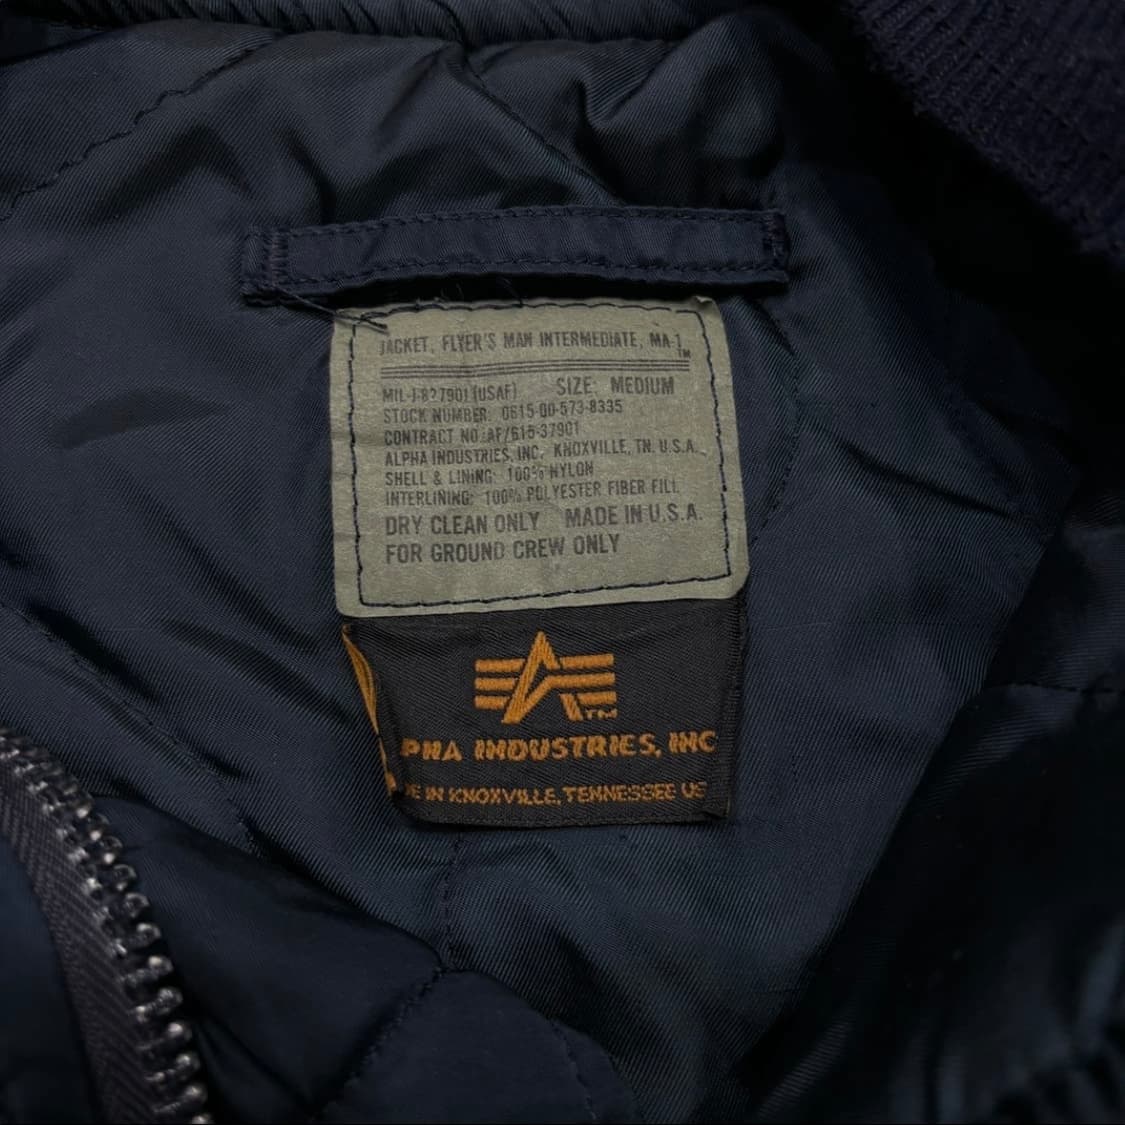 JACKET, FLYER'S MAN INTERMEDIATE, MA-1 TM
MIL-J-827901 (USAF) SIZE: MEDIUM
STOCK NUMBER: 0615-00-573-8335
CONTRACT NO: AF/615-37901
ALPHA INDUSTRIES, INC. KNOXVILLE, TN. U.S.A.
SHELL & LINING: 100% NYLON
INTERLINING: 100% POLYESTER FIBER FILL
DRY CLEAN ONLY MADE IN U.S.A.
FOR GROUND CREW ONLY
TM
PHA INDUSTRIES, INC
DE IN KNOXVILLE, TENNESSEE US